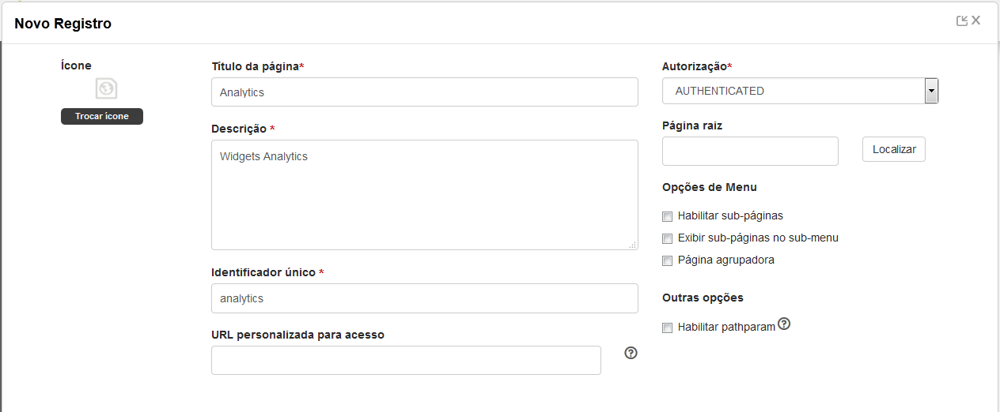 Novo Registro
Ícone
Trocar ícone
Título da página*
Analytics
Descrição *
Widgets Analytics
Identificador único *
analytics
URL personalizada para acesso
Autorização*
AUTHENTICATED
Página raiz
Localizar
Opções de Menu
Habilitar sub-páginas
Exibir sub-páginas no sub-menu
Página agrupadora
Outras opções
Habilitar pathparam